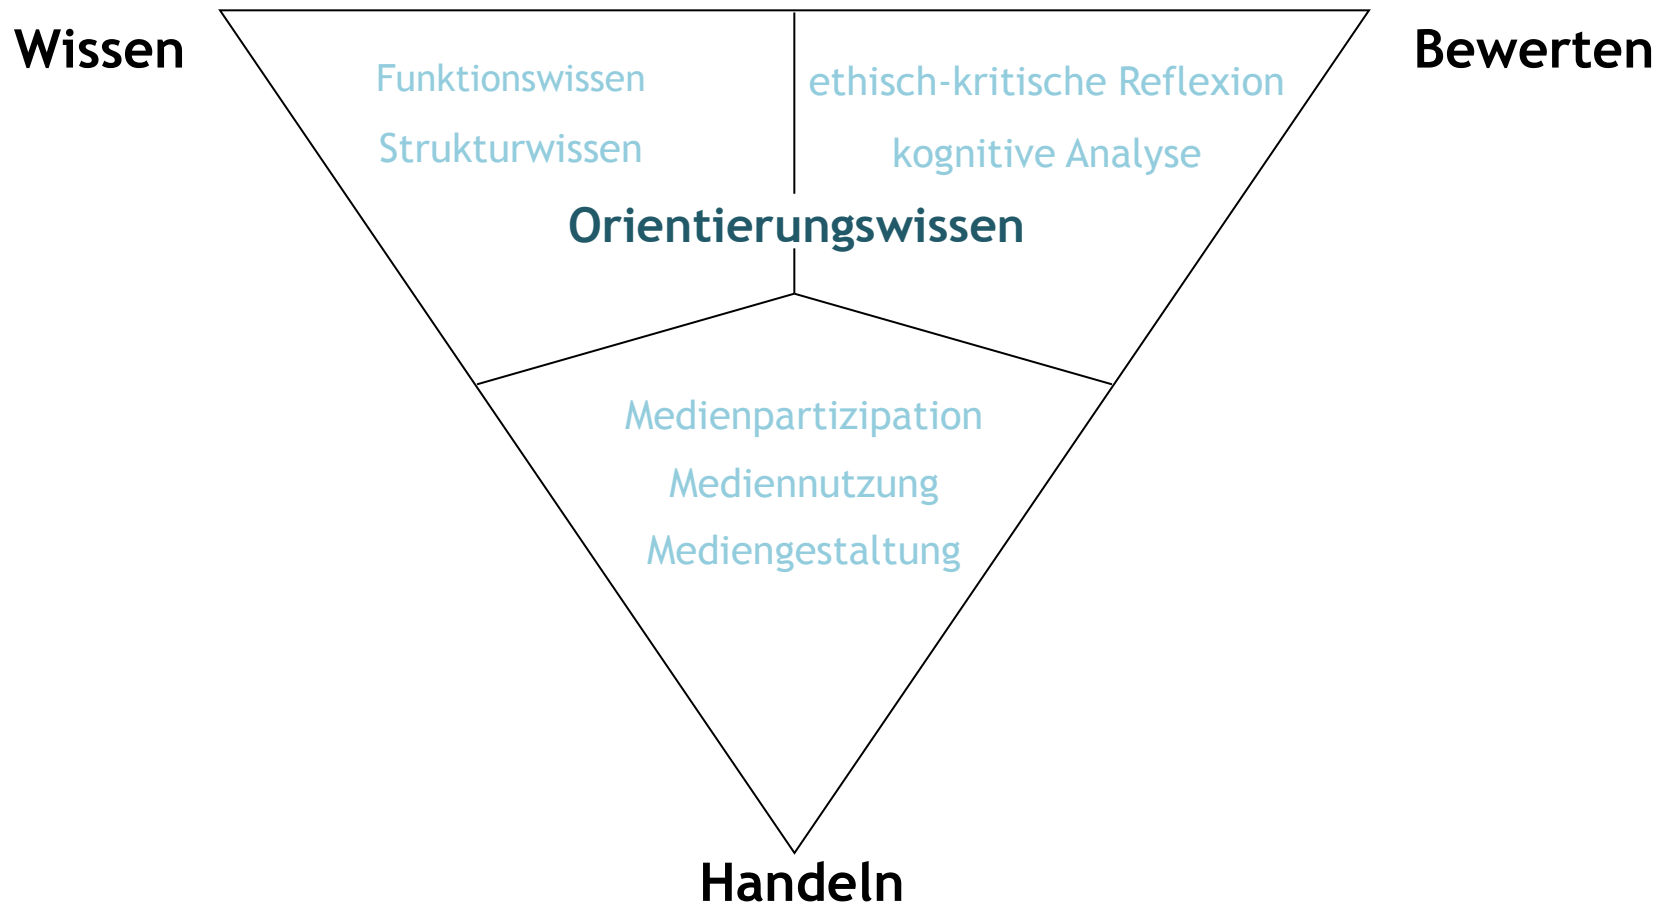 Wissen
Bewerten
Funktionswissen
ethisch-kritische Reflexion
Strukturwissen
kognitive Analyse
Orientierungswissen
Medienpartizipation
Mediennutzung
Mediengestaltung
Handeln